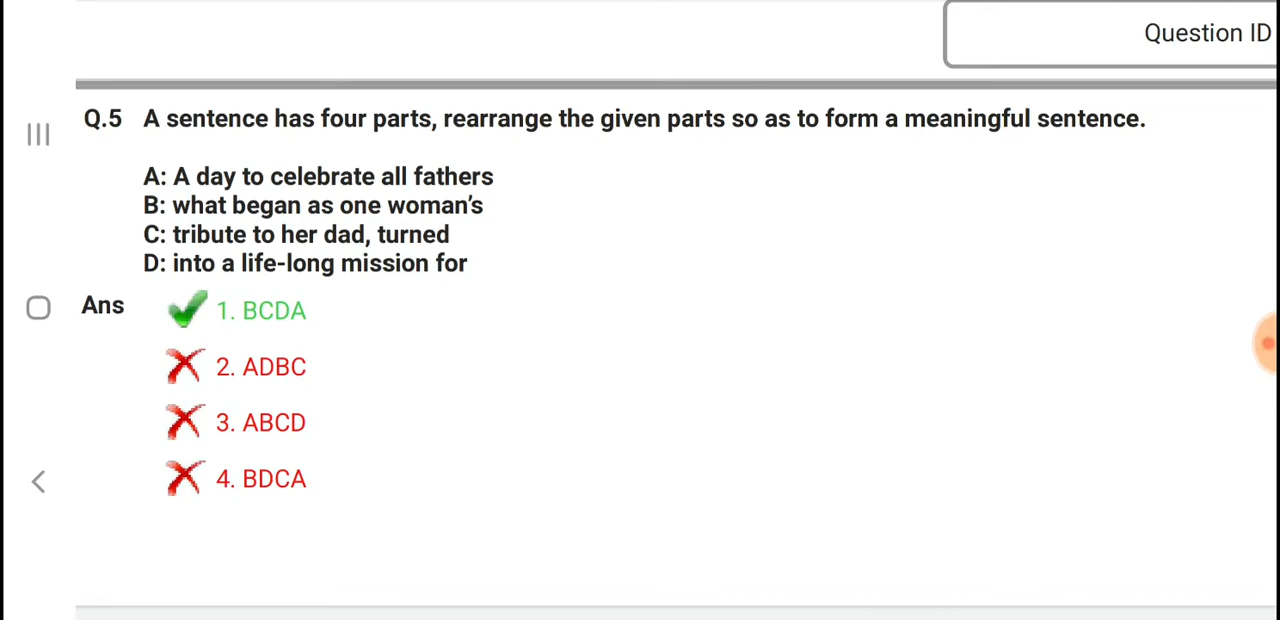 Question ID
Q.5 A sentence has four parts, rearrange the given parts so as to form a meaningful sentence.
A: A day to celebrate all fathers
B: what began as one woman's
C: tribute to her dad, turned
D: into a life-long mission for
Ans 1. BCDA
2. ADBC
3. ABCD
4. BDCA